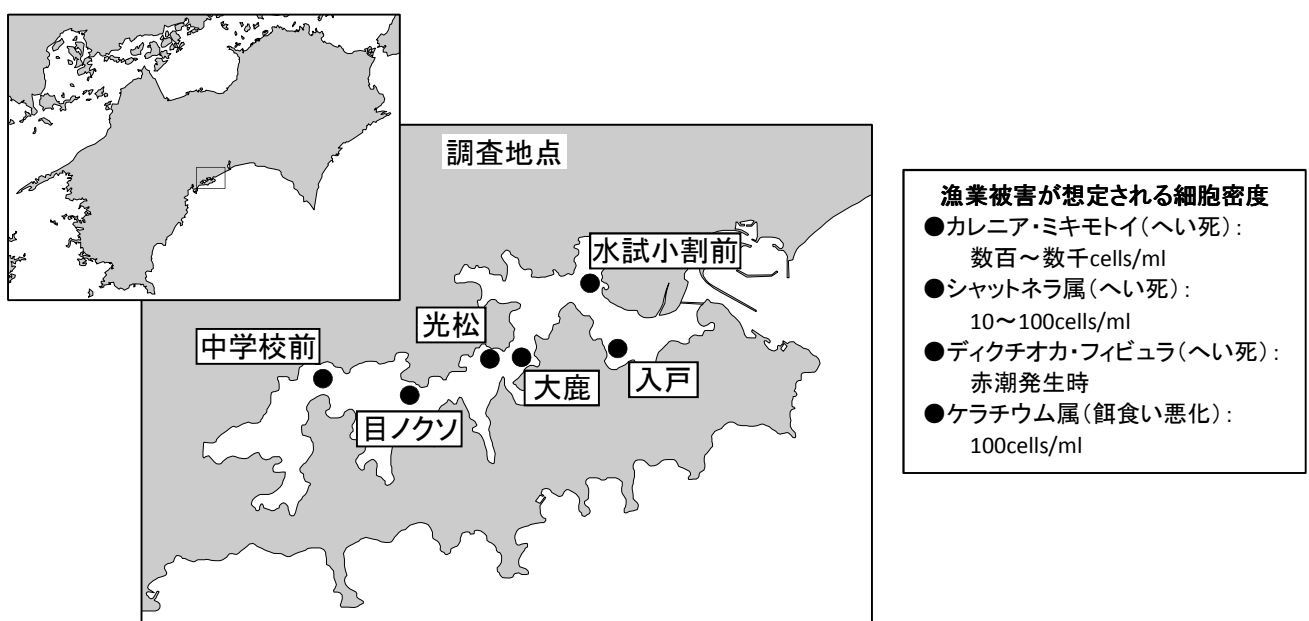 調査地点
水試小割前
光松
中学校前
大鹿
入戸
目ノクソ
漁業被害が想定される細胞密度
●カレニア・ミキモトイ(へい死):
数百～数千cells/ml
●シャットネラ属(へい死):
10～100cells/ml
●ディクチオカ・フィビュラ(へい死):
赤潮発生時
●ケラチウム属(餌食い悪化):
100cells/ml